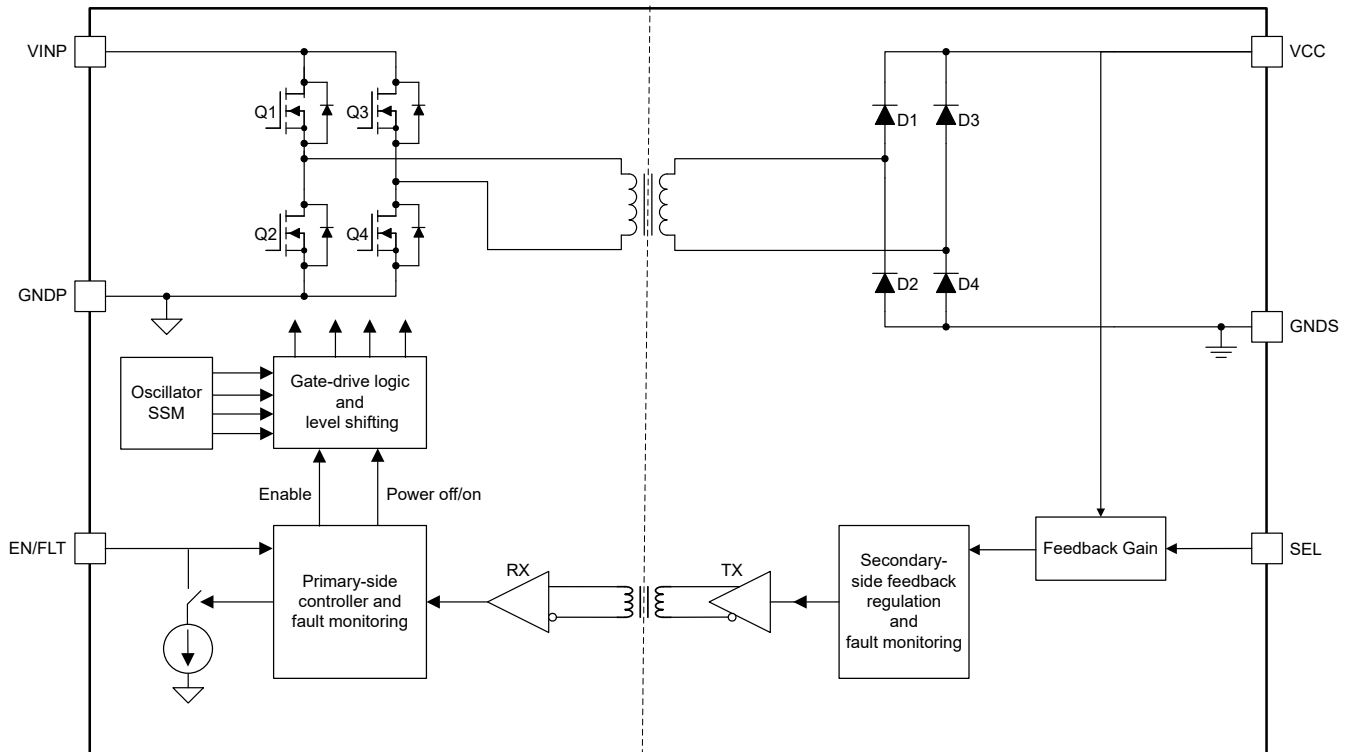 VINP
VCC
Q1
Q3
D1
D3
Q2
Q4
D2
D4
GNDP
GNDS
Oscillator
SSM
Gate-drive logic
and
level shifting
Enable
Power off/on
EN/FLT
Primary-side
controller and
fault monitoring
RX
TX
Secondary-
side feedback
regulation
and
fault monitoring
Feedback Gain
SEL